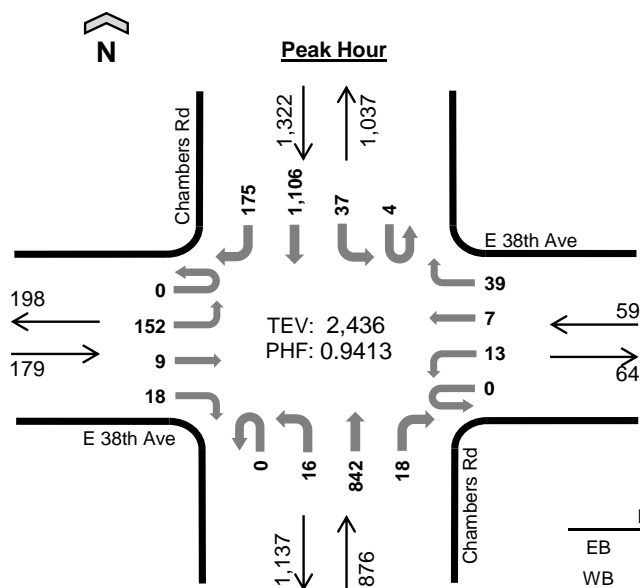 N
Peak Hour
Chambers Rd
1,322
1,037
175
1,106
37
4
E 38th Ave
0
152
9
18
198
179
TEV: 2,436
PHF: 0.9413
39
7
13
0
59
64
E 38th Ave
0
16
842
18
Chambers Rd
1,137
876
EB
WB